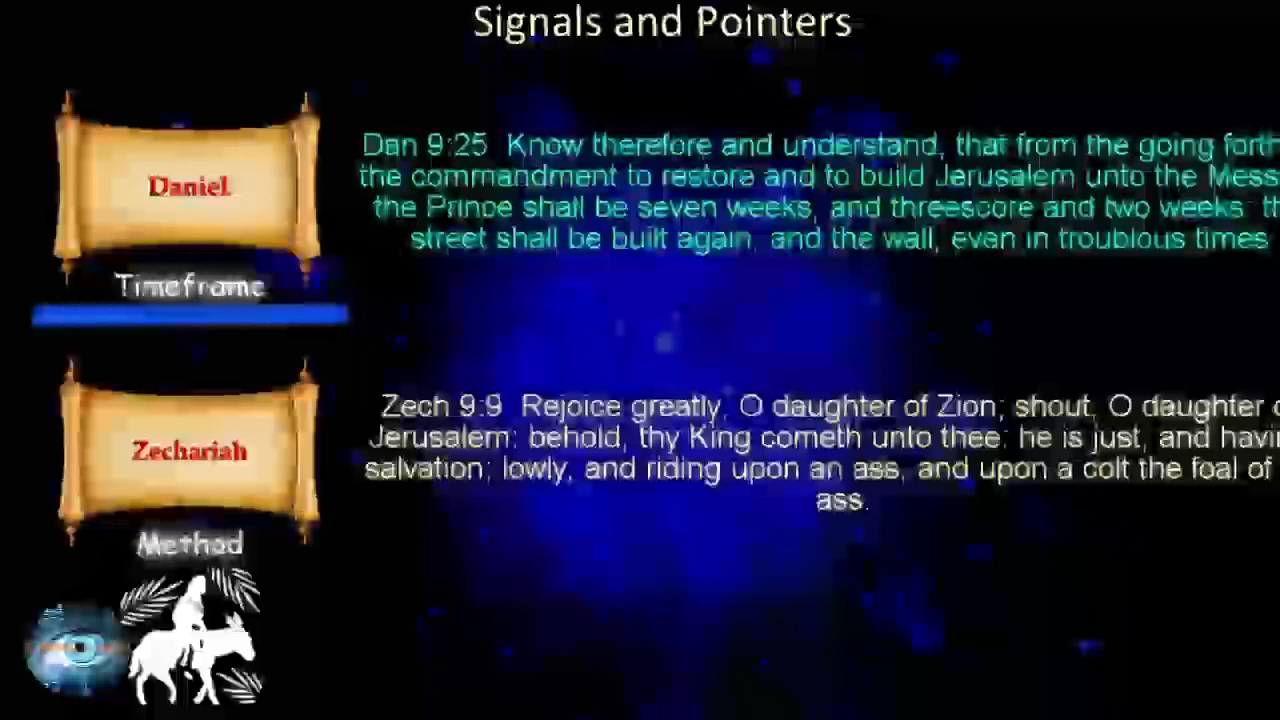 Signals and Pointers
Daniel
Dan 9:25 Know therefore and understand, that from the going forth
the commandment to restore and to build Jerusalem unto the Mess
the Prince shall be seven weeks, and threescore and two weeks: th
street shall be built again, and the wall, even in troublous times
Timeframe
Zechariah
Zech 9:9 Rejoice greatly, O daughter of Zion; shout, O daughter o
Jerusalem: behold, thy King cometh unto thee: he is just, and havin
salvation; lowly, and riding upon an ass, and upon a colt the foal of
ass.
Method